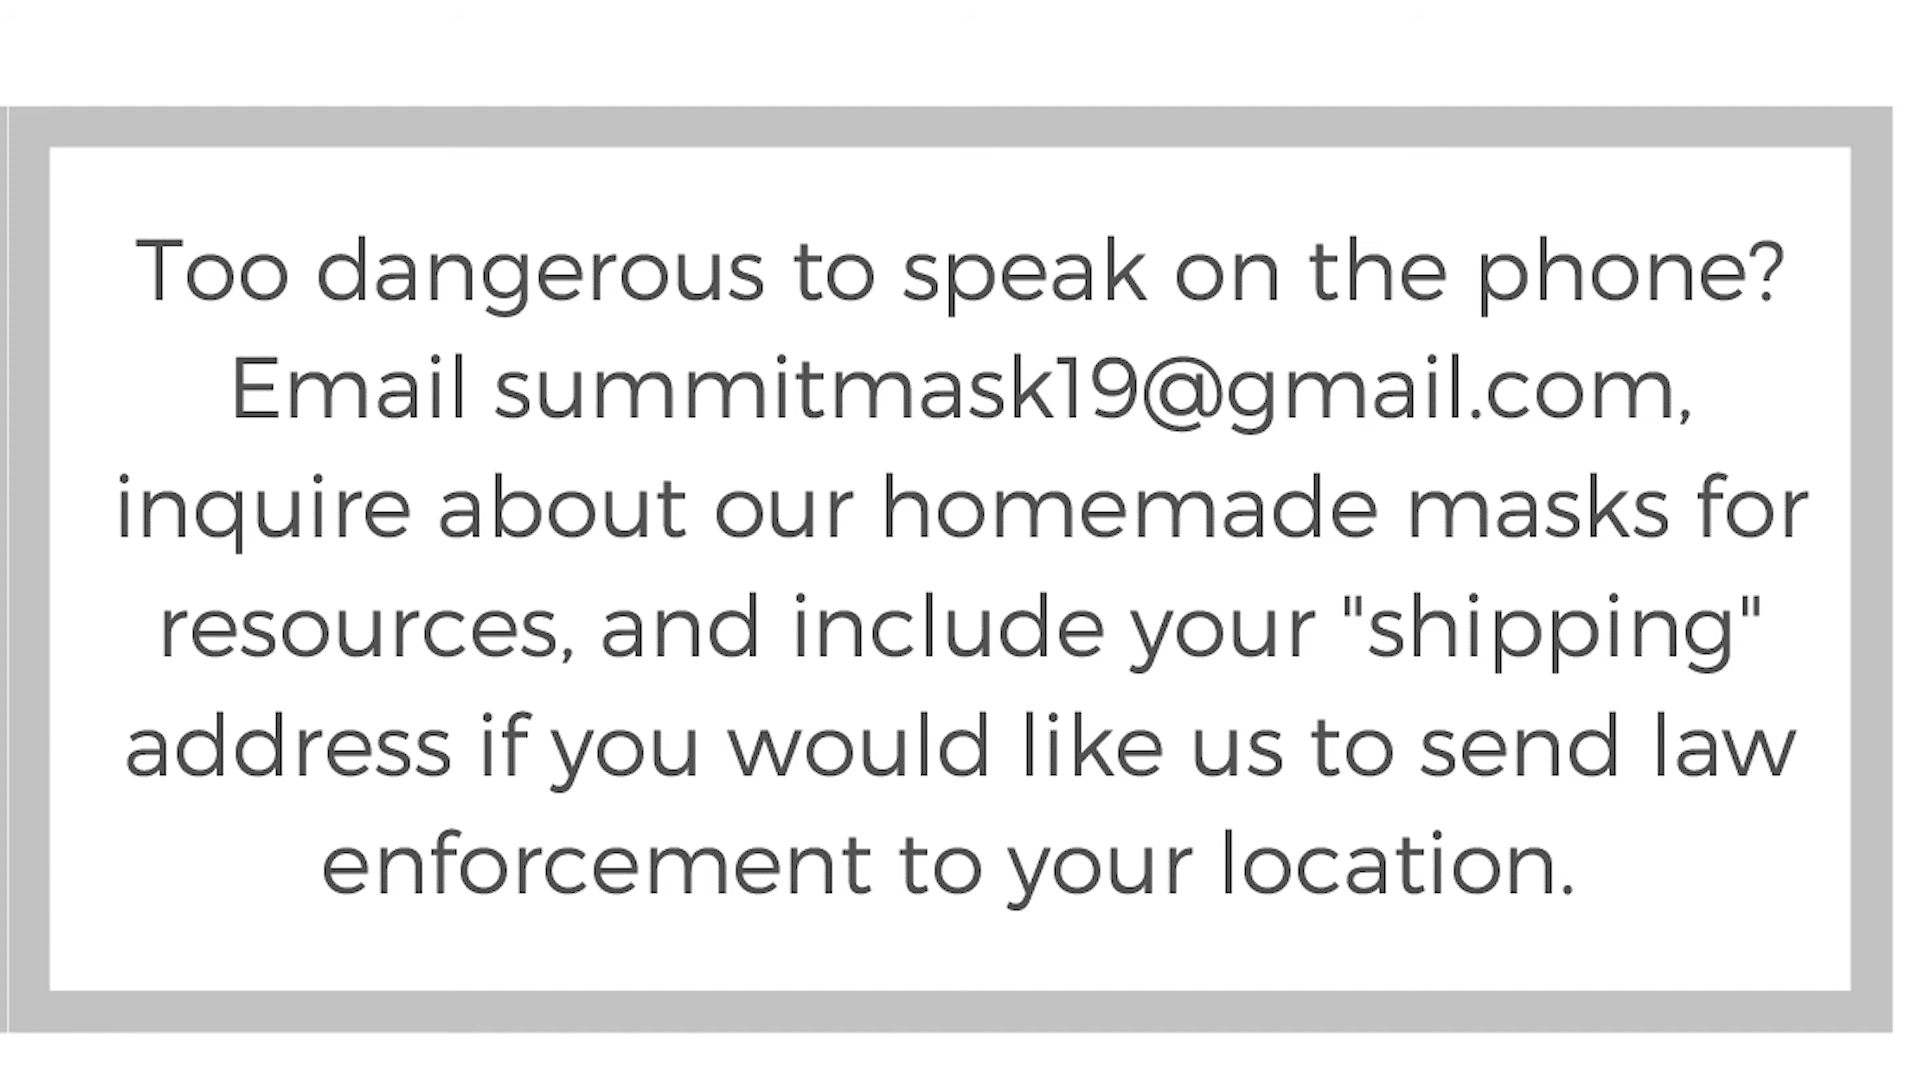 Too dangerous to speak on the phone?
Email summitmask19@gmail.com,
inquire about our homemade masks for
resources, and include your "shipping"
address if you would like us to send law
enforcement to your location.